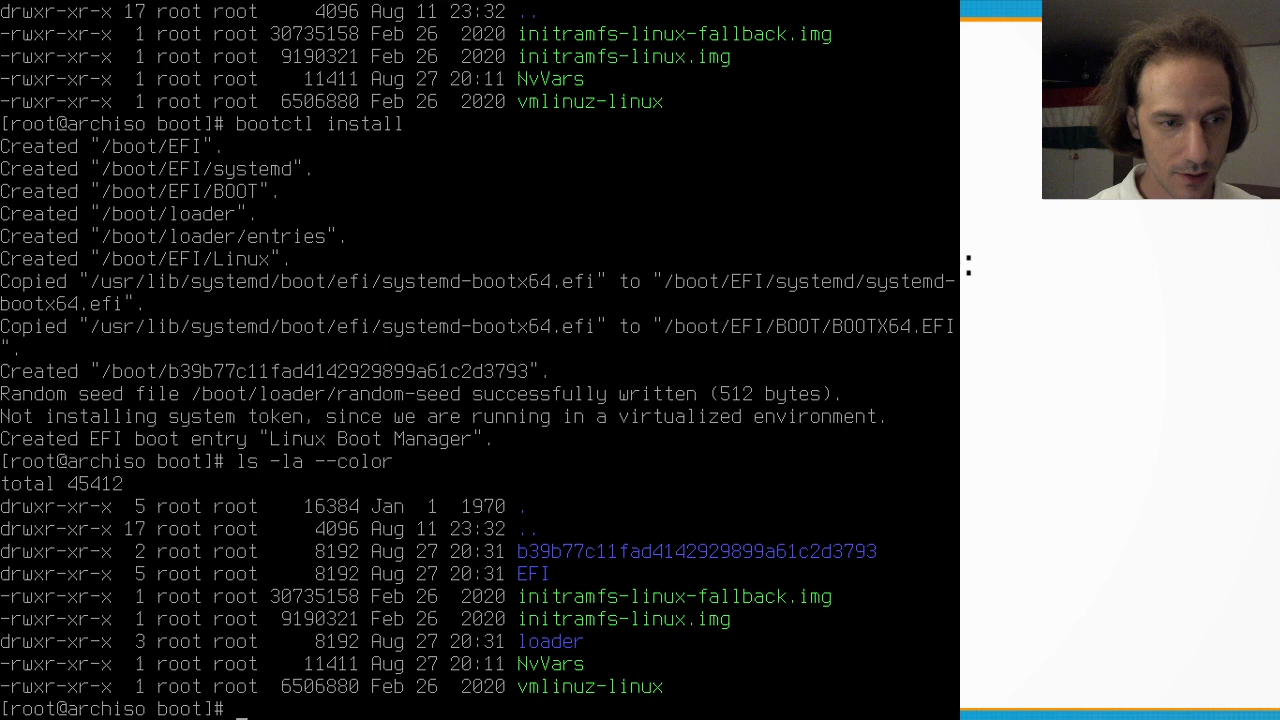 drwxr-xr-x 17 root root     4096 Aug 11 23:32 ..
-rwxr-xr-x  1 root root 30735158 Feb 26  2020 initramfs-linux-fallback.img
-rwxr-xr-x  1 root root  9190321 Feb 26  2020 initramfs-linux.img
-rwxr-xr-x  1 root root    11411 Aug 27 20:11 NvVars
-rwxr-xr-x  1 root root  6506880 Feb 26  2020 vmlinuz-linux
[root@archiso boot]# bootctl install
Created "/boot/EFI".
Created "/boot/EFI/systemd".
Created "/boot/EFI/BOOT".
Created "/boot/loader".
Created "/boot/loader/entries".
Created "/boot/EFI/Linux".
Copied "/usr/lib/systemd/boot/efi/systemd-bootx64.efi" to "/boot/EFI/systemd/systemd-
bootx64.efi".
Copied "/usr/lib/systemd/boot/efi/systemd-bootx64.efi" to "/boot/EFI/BOOT/BOOTX64.EFI
".
Created "/boot/b39b77c11fad4142929899a61c2d3793".
Random seed file /boot/loader/random-seed successfully written (512 bytes).
Not installing system token, since we are running in a virtualized environment.
Created EFI boot entry "Linux Boot Manager".
[root@archiso boot]# ls -la --color
total 45412
drwxr-xr-x  5 root root    16384 Jan  1  1970 .
drwxr-xr-x 17 root root     4096 Aug 11 23:32 ..
drwxr-xr-x  2 root root     8192 Aug 27 20:31 b39b77c11fad4142929899a61c2d3793
drwxr-xr-x  5 root root     8192 Aug 27 20:31 EFI
-rwxr-xr-x  1 root root 30735158 Feb 26  2020 initramfs-linux-fallback.img
-rwxr-xr-x  1 root root  9190321 Feb 26  2020 initramfs-linux.img
drwxr-xr-x  3 root root     8192 Aug 27 20:31 loader
-rwxr-xr-x  1 root root    11411 Aug 27 20:11 NvVars
-rwxr-xr-x  1 root root  6506880 Feb 26  2020 vmlinuz-linux
[root@archiso boot]# _
: